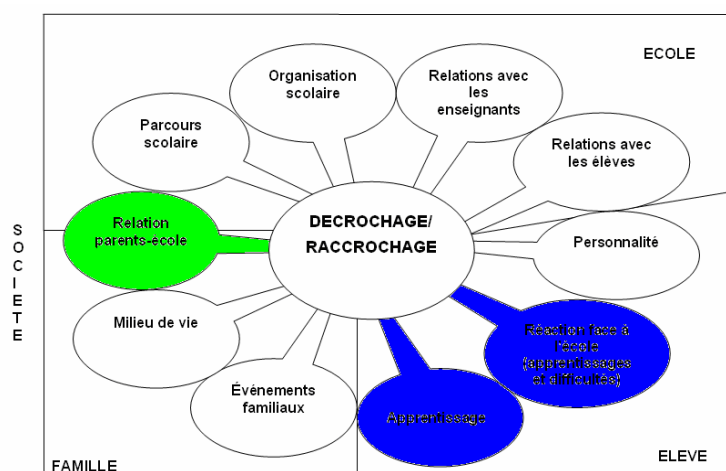 ECOLE
Organisation
scolaire
Relations avec
les
enseignants
Parcours
scolaire
Relations avec
les élèves
SOCIETE
Relation
parents-école
DECROCHAGE/
RACCROCHAGE
Personnalité
Milieu de vie
Réaction face à
l'école
(apprentissages
et difficultés)
Événements
familiaux
Apprentissage
FAMILLE
ELEVE